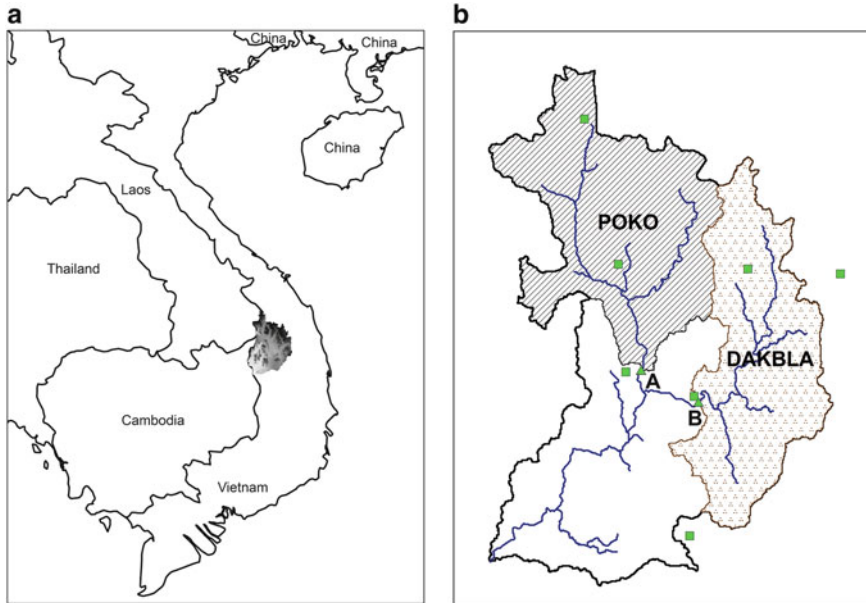 a
China
China
China
Laos
Thailand
Cambodia
Vietnam
b
POKO
DAKBLA
A
B